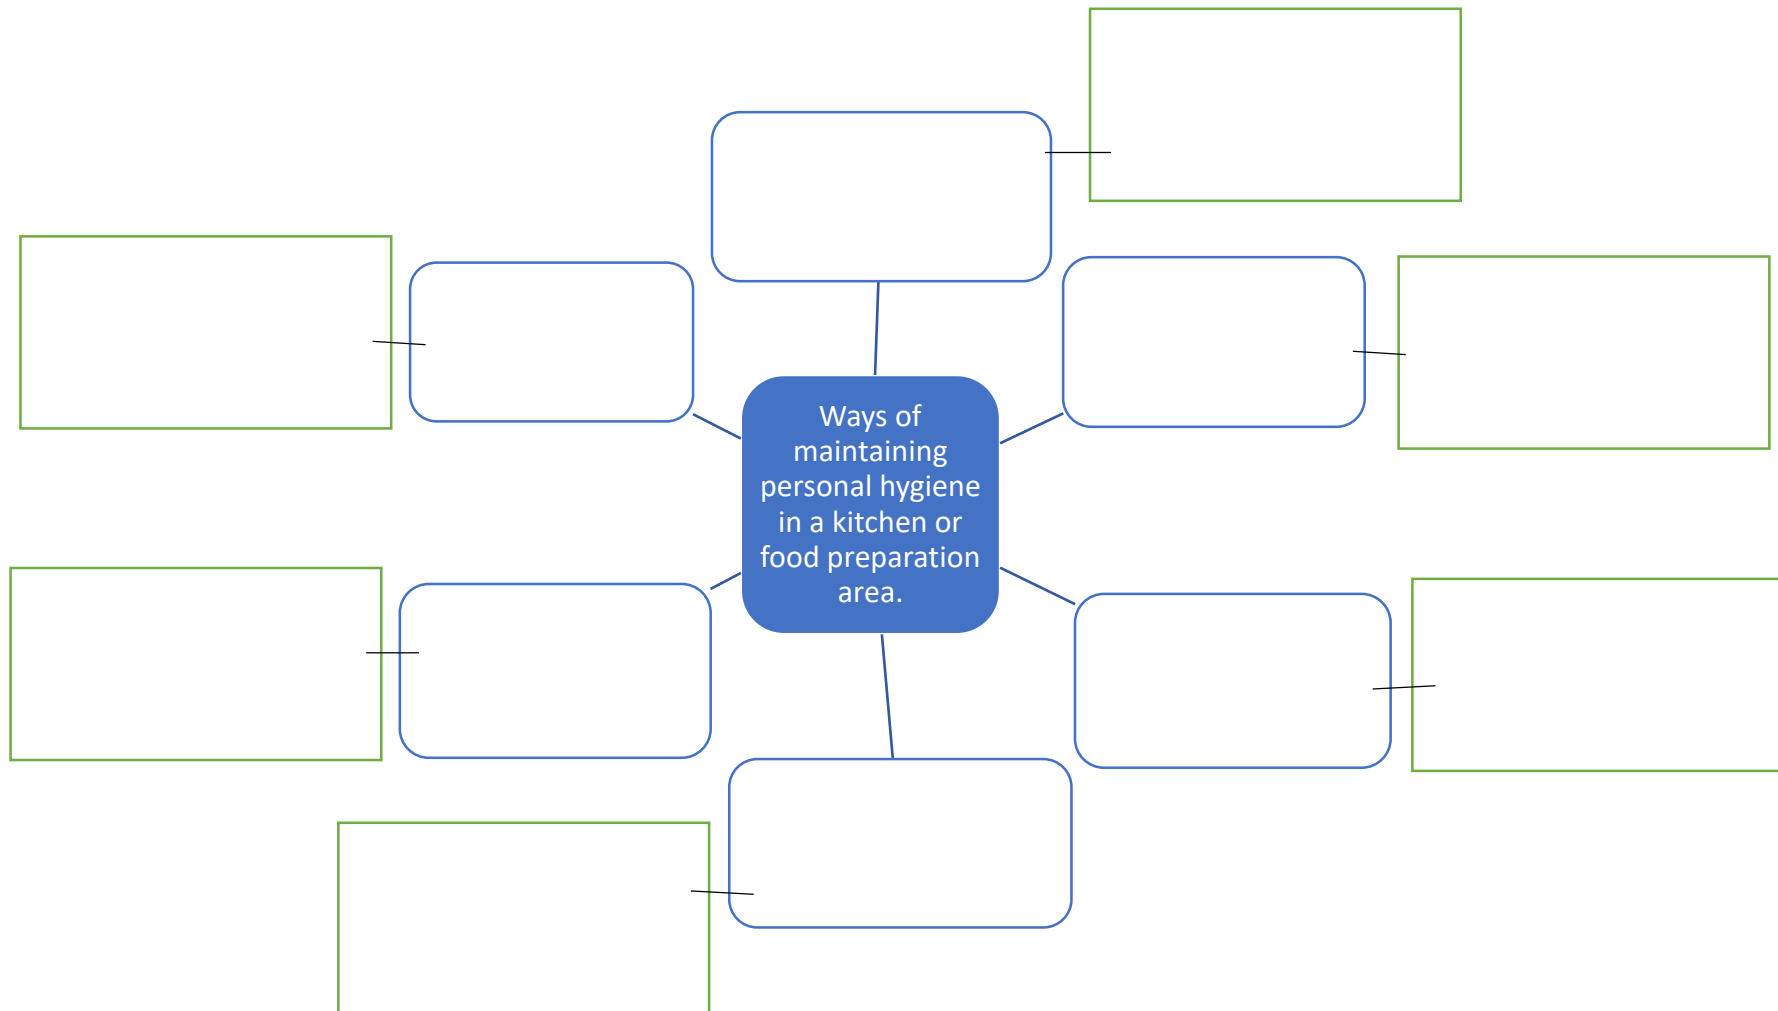 Ways of
maintaining
personal hygiene
in a kitchen or
food preparation
area.